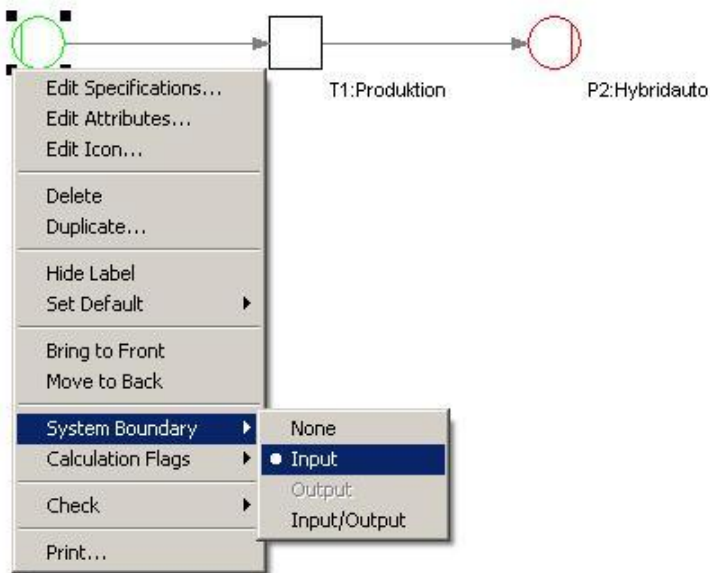 T1:Produktion
P2:Hybridauto
Edit Specifications...
Edit Attributes...
Edit Icon...
Delete
Duplicate...
Hide Label
Set Default
Bring to Front
Move to Back
System Boundary
Calculation Flags
Check
Print...
None
Input
Output
Input/Output